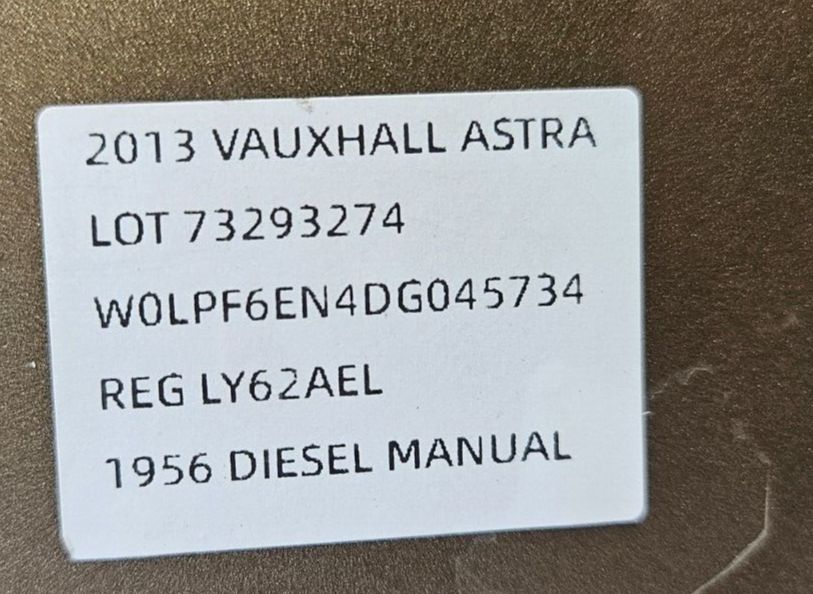 2013 VAUXHALL ASTRA
LOT 73293274
W0LPF6EN4DG045734
REG LY62AEL
1956 DIESEL MANUAL